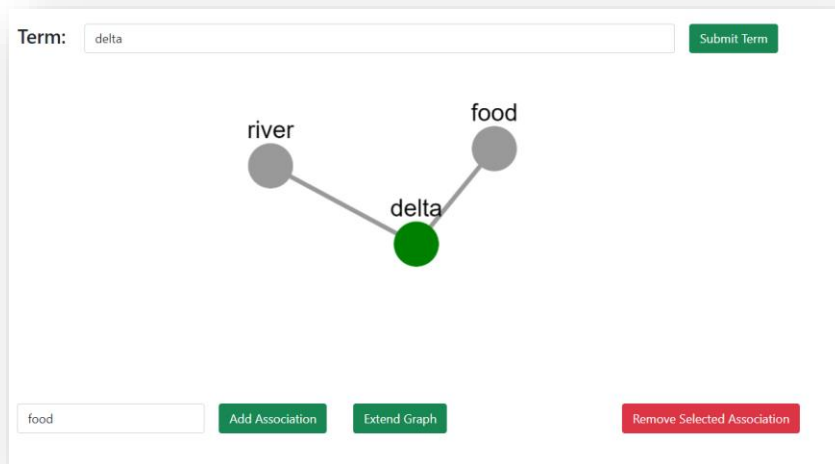 Term: delta Submit Term
food
river
delta
food Add Association Extend Graph Remove Selected Association